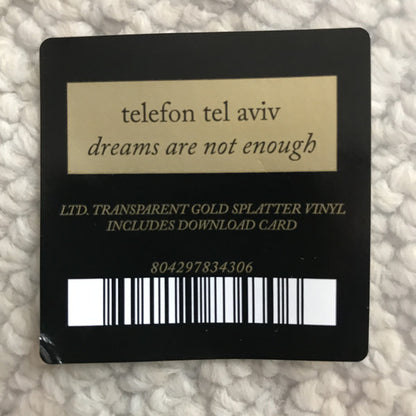 telefon tel aviv
dreams are not enough
LTD. TRANSPARENT GOLD SPLATTER VINYL
INCLUDES DOWNLOAD CARD
804297834306